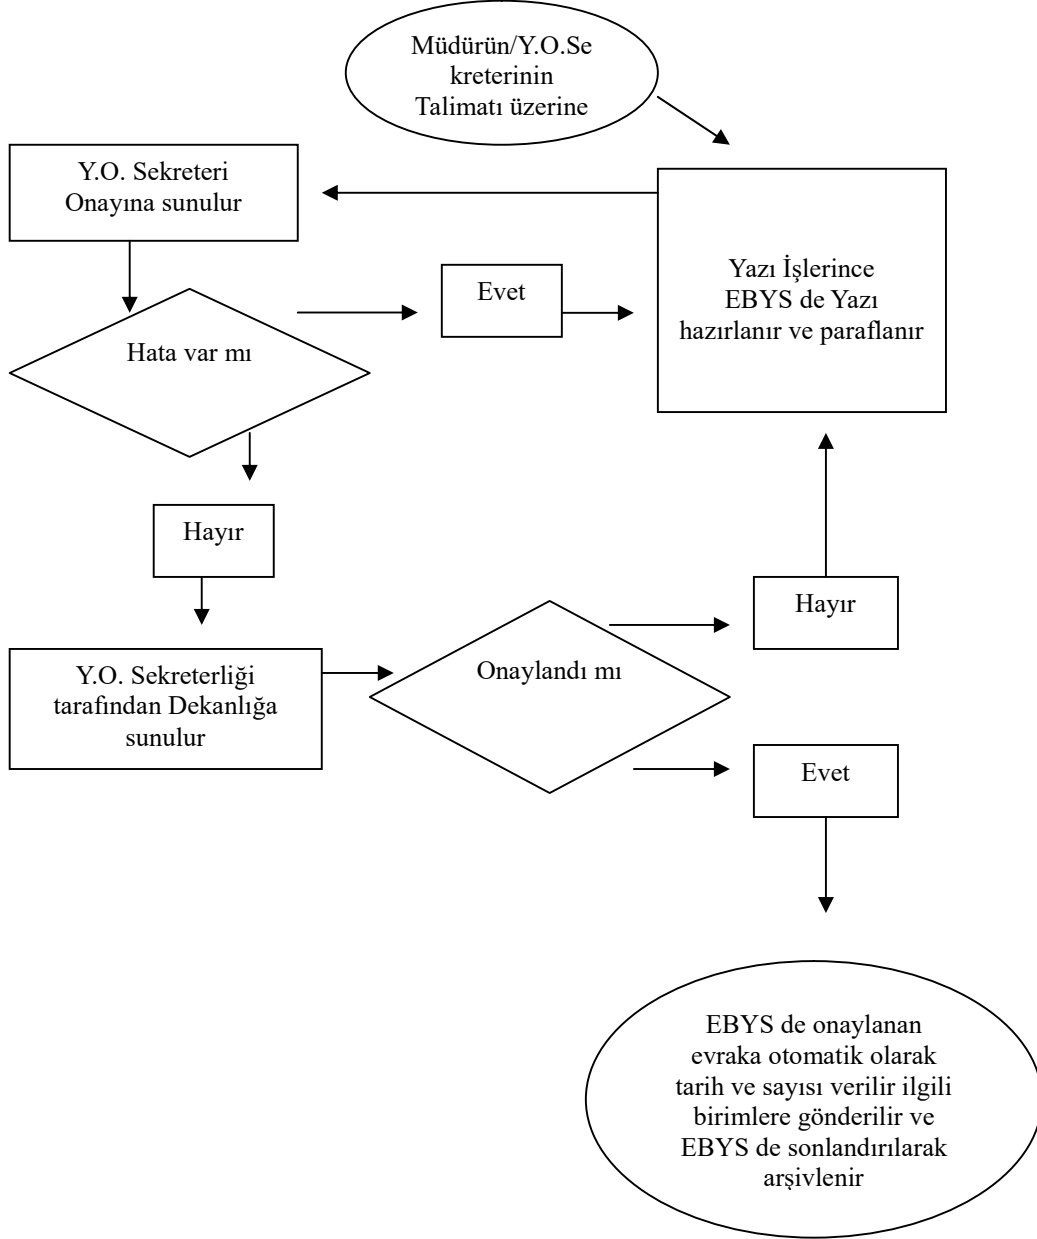 Müdürün/Y.O.Se
kreterinin
Talimatı üzerine
Y.O. Sekreteri
Onayına sunulur
Evet
Yazı İşlerince
EBYS de Yazı
hazırlanır ve paraflanır
Hata var mı
Hayır
Hayır
Y.O. Sekreterliği
tarafından Dekanlığa
sunulur
Onaylandı mı
Evet
EBYS de onaylanan
evraka otomatik olarak
tarih ve sayısı verilir ilgili
birimlere gönderilir ve
EBYS de sonlandırılarak
arşivlenir